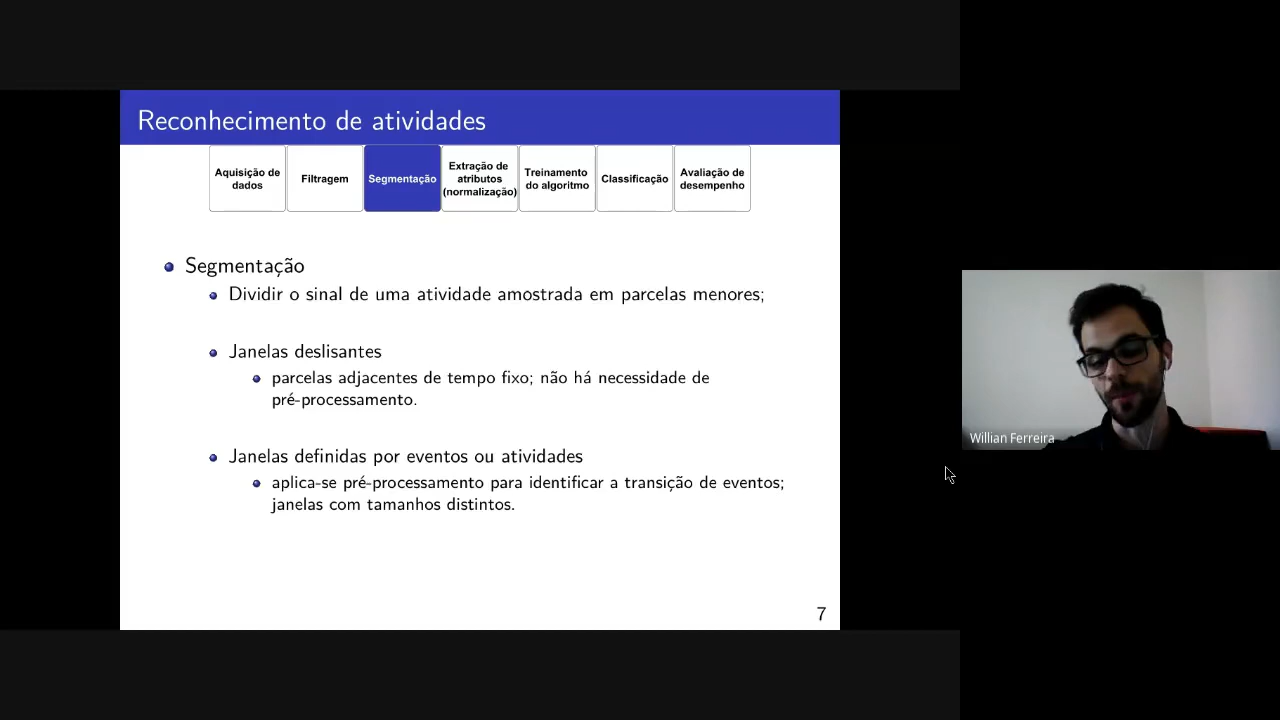 Reconhecimento de atividades
Aquisição de
dados
Filtragem
Segmentação
Extração de
atributos
(normalização)
Treinamento
do algoritmo
Classificação
Avaliação de
desempenho
Segmentação
Dividir o sinal de uma atividade amostrada em parcelas menores;
Janelas deslisantes
parcelas adjacentes de tempo fixo; não há necessidade de
pré-processamento.
Janelas definidas por eventos ou atividades
aplica-se pré-processamento para identificar a transição de eventos;
janelas com tamanhos distintos.
7
Willian Ferreira